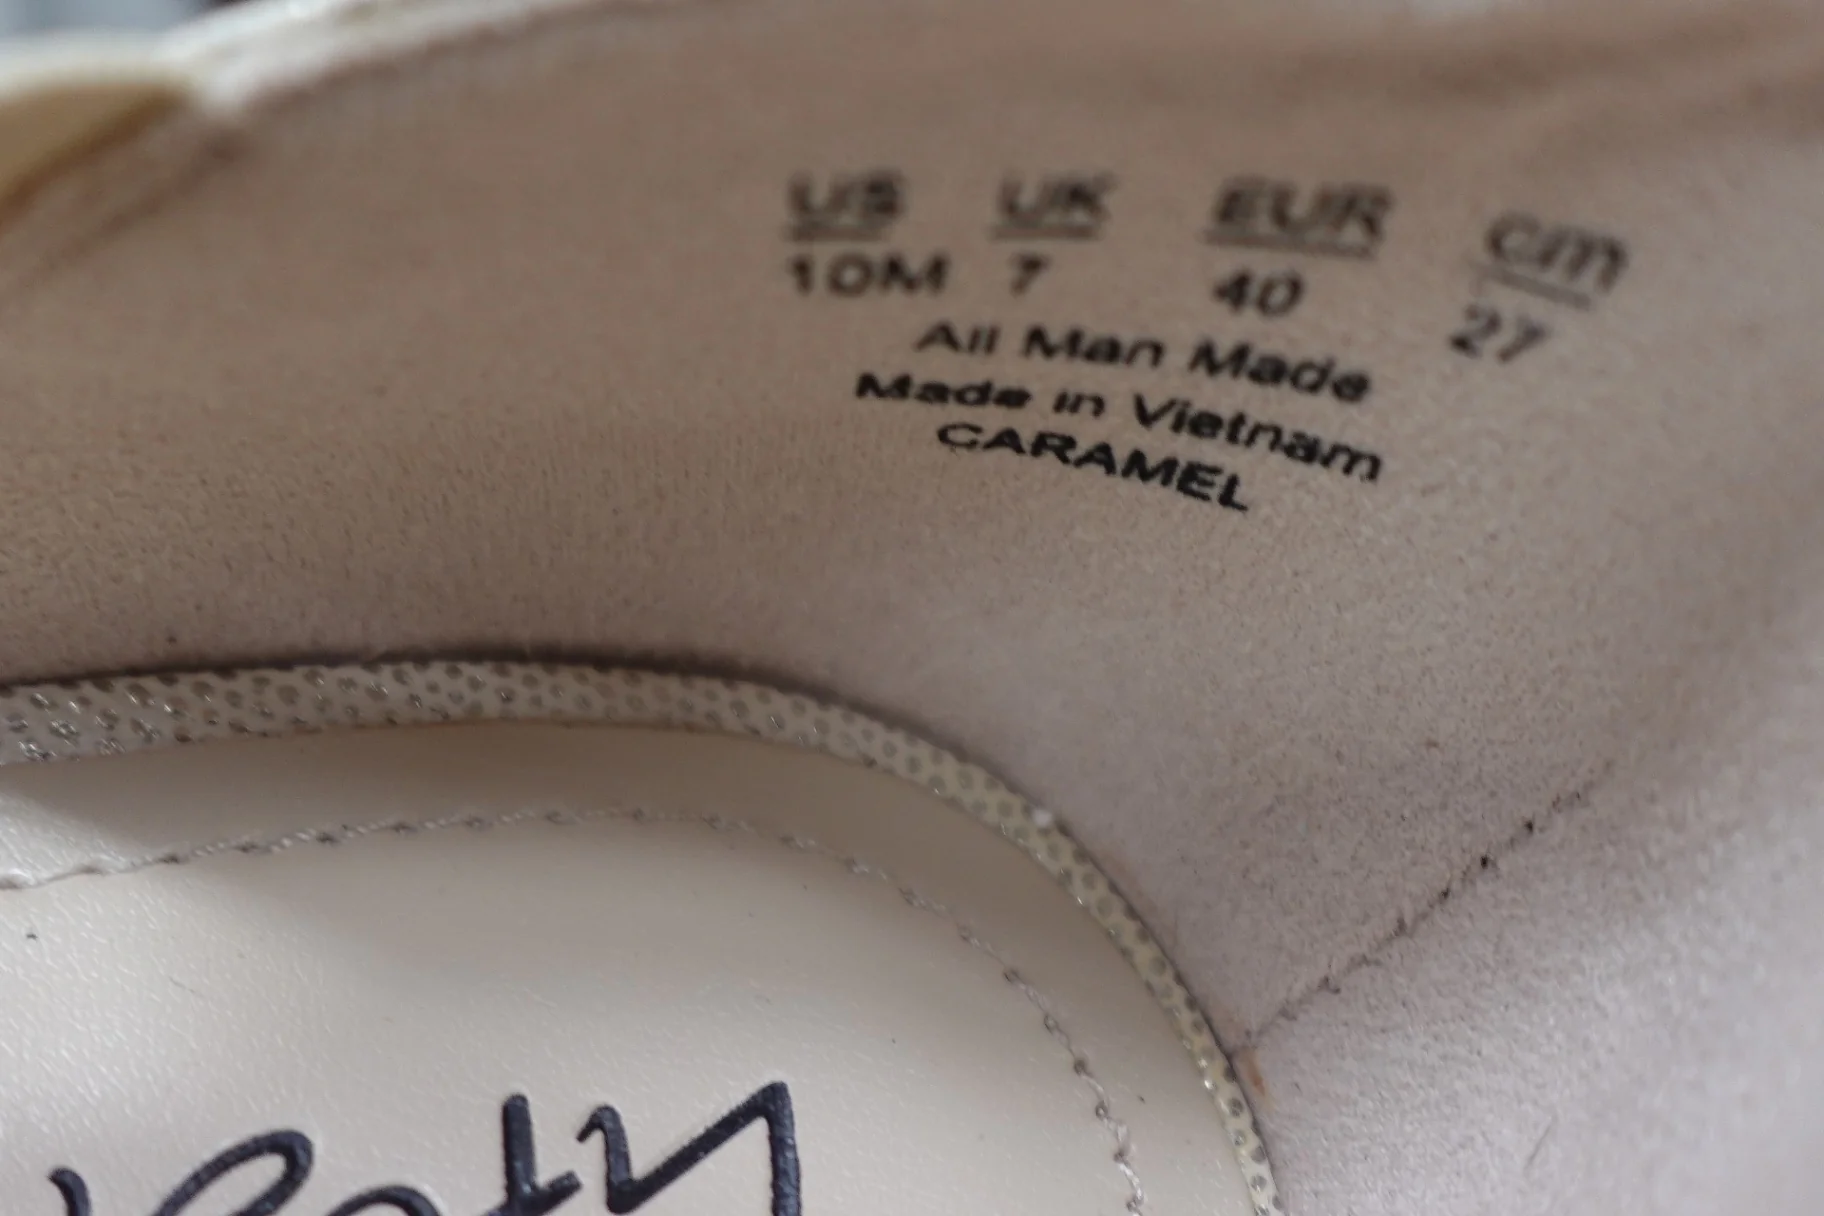 US UK EUR cm
10M 7 40 27
All Man Made
Made in Vietnam
CARAMEL